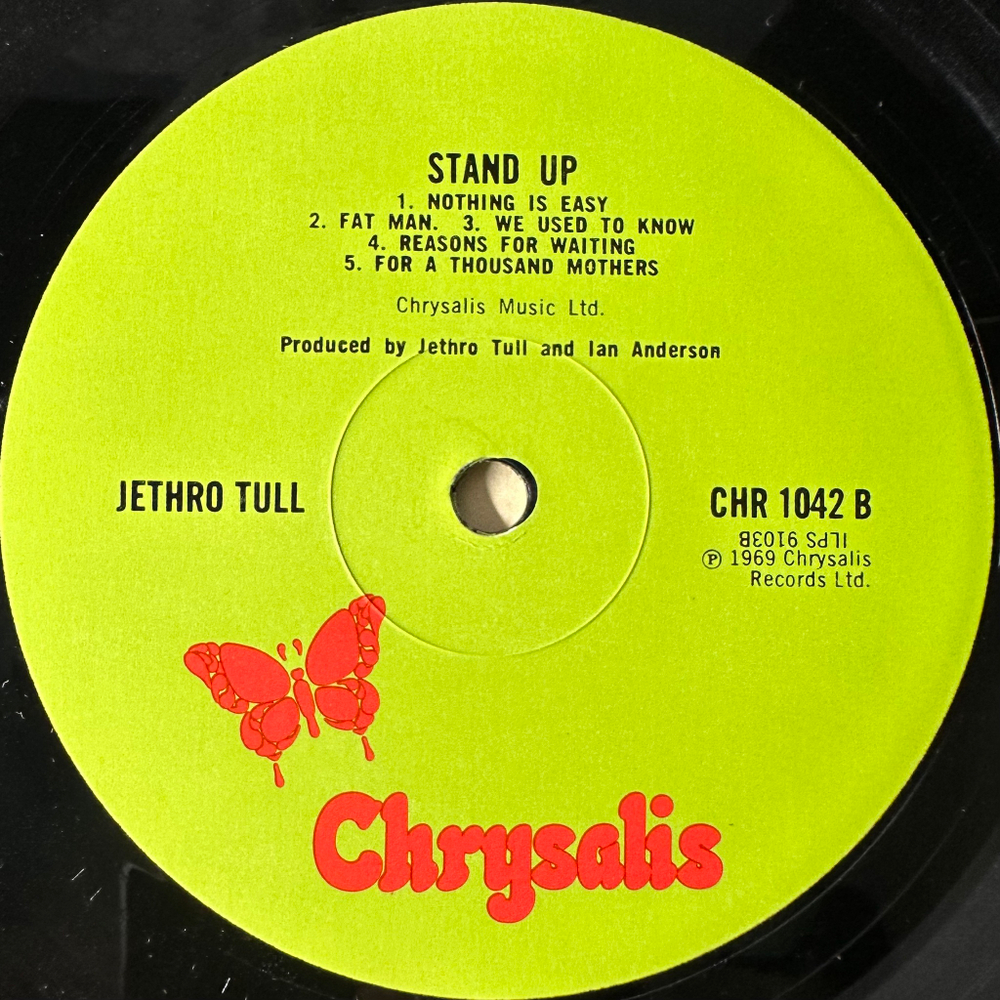 STAND UP
1. NOTHING IS EASY
2. FAT MAN. 3. WE USED TO KNOW
4. REASONS FOR WAITING
5. FOR A THOUSAND MOTHERS
Chrysalis Music Ltd.
Produced by Jethro Tull and Ian Anderson
JETHRO TULL
CHR 1042 B
ILPS 9103B
℗ 1969 Chrysalis
Records Ltd.
Chrysalis